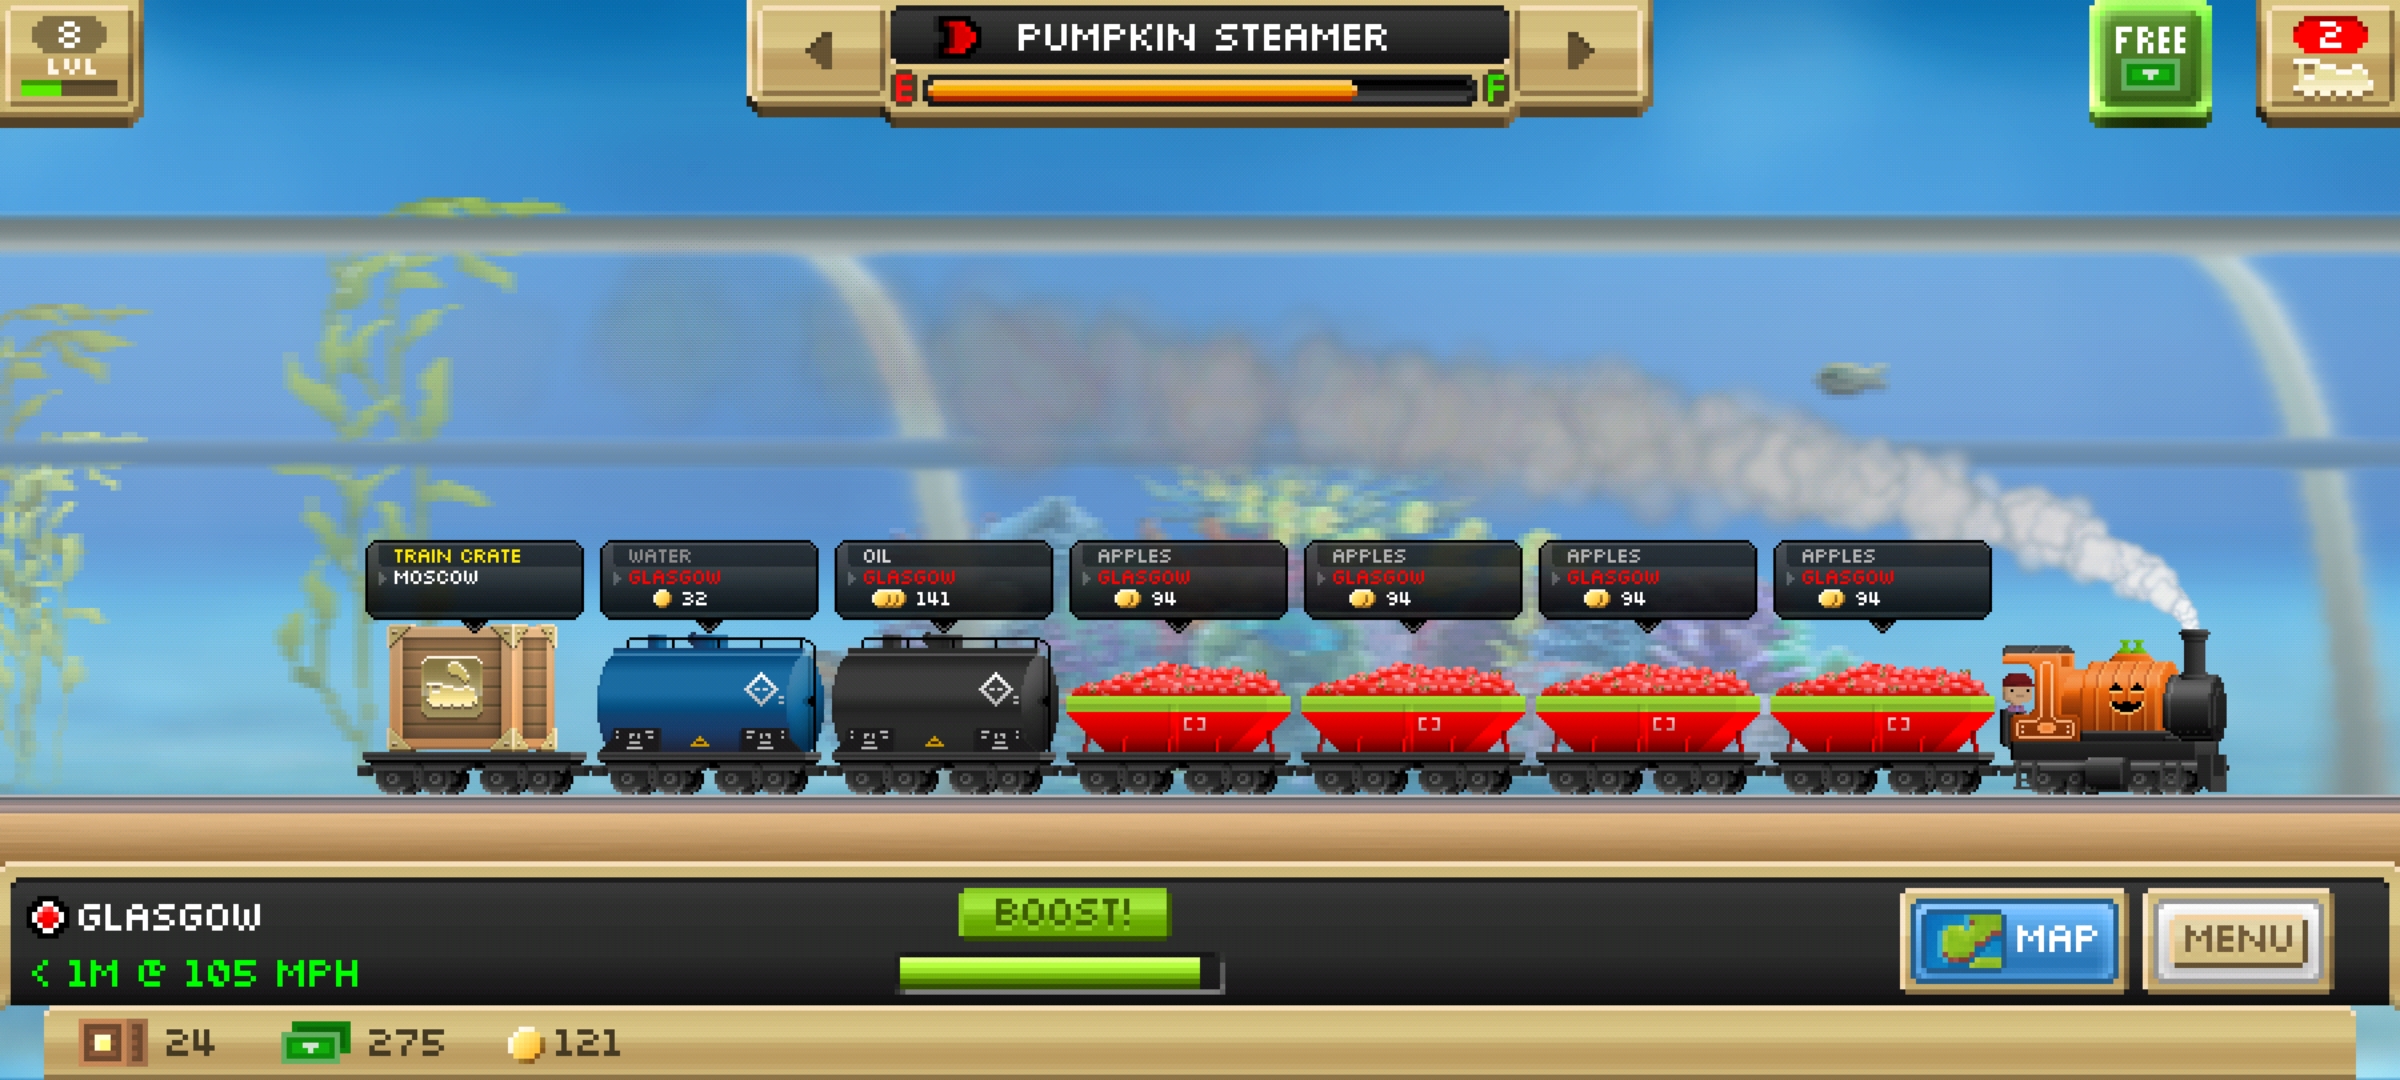 8
LVL
PUMPKIN STEAMER
E F
FREE
2
TRAIN CRATE
MOSCOW
WATER
GLASGOW
32
OIL
GLASGOW
141
APPLES
GLASGOW
94
APPLES
GLASGOW
94
APPLES
GLASGOW
94
APPLES
GLASGOW
94
GLASGOW
< 1M @ 105 MPH
BOOST!
MAP
MENU
24
275
121